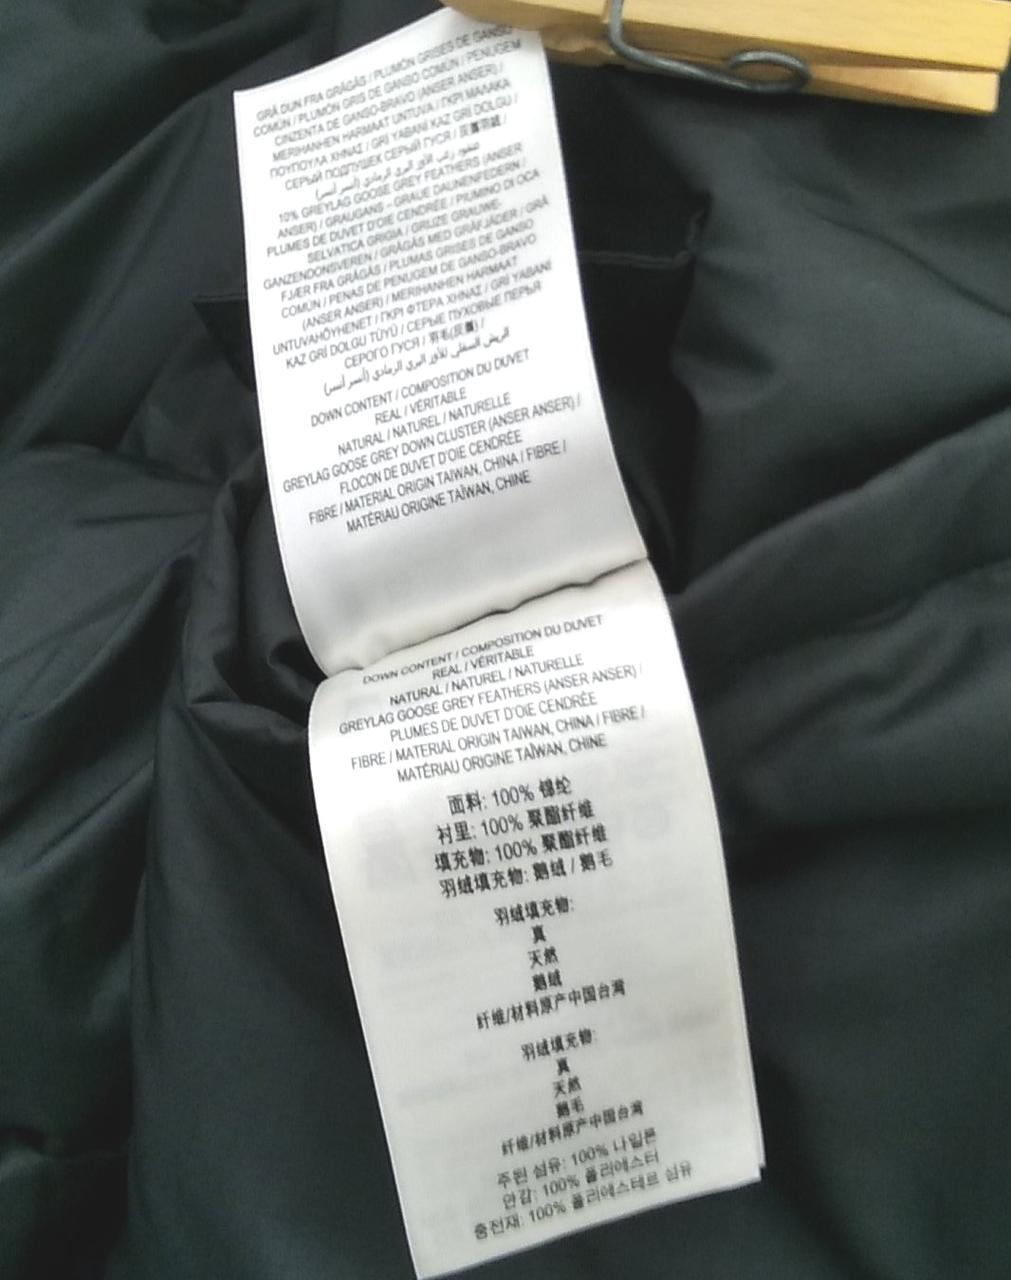 GRÅ DUN FRA GRÅGÅS / PLUMÓN GRISES DE GANSO
COMÚN / PLUMÓN GRIS DE GANSO COMÚN / PENUGEM
CINZENTA DE GANSO-BRAVO (ANSER ANSER) /
MERIHANHEN HARMAAT UNTUVA / ΓΚΡΙ ΜΑΛΑΚΑ
ΠΟΥΠΟΥΛΑ ΧΗΝΑΣ / GRİ YABANİ KAZ GRİ DOLGU /
СЕРЫЙ ПОДПУШЕК СЕРЫЙ ГУСЯ /
10% GREYLAG GOOSE GREY FEATHERS (ANSER
ANSER) / GRAUGANS - GRAUE DAUNENFEDERN /
PLUMES DE DUVET D'OIE CENDRÉE / PIUMINO DI OCA
SELVATICA GRIGIA / GRIJZE GRAUWE-
GANZENDONSVEREN / GRÅGÅS MED GRÅFJÄDER / GRÅ
FJÆR FRA GRÅGÅS / PLUMAS GRISES DE GANSO
COMÚN / PENAS DE PENUGEM DE GANSO-BRAVO
(ANSER ANSER) / MERIHANHEN HARMAAT
UNTUVAHÖYHENET / ΓΚΡΙ ΦΤΕΡΑ ΧΗΝΑΣ / GRİ YABANİ
KAZ GRİ DOLGU TÜYÜ / СЕРЫЕ ПУХОВЫЕ ПЕРЬЯ
СЕРОГО ГУСЯ /
الريش السفلي للأوز البري الرمادي (أنسر أنسر)
DOWN CONTENT / COMPOSITION DU DUVET
REAL / VÉRITABLE
NATURAL / NATUREL / NATURELLE
GREYLAG GOOSE GREY DOWN CLUSTER (ANSER ANSER) /
FLOCON DE DUVET D'OIE CENDRÉE
FIBRE / MATERIAL ORIGIN TAIWAN, CHINA / FIBRE /
MATÉRIAU ORIGINE TAÏWAN, CHINE
DOWN CONTENT / COMPOSITION DU DUVET
REAL / VÉRITABLE
NATURAL / NATUREL / NATURELLE
GREYLAG GOOSE GREY FEATHERS (ANSER ANSER) /
PLUMES DE DUVET D'OIE CENDRÉE
FIBRE / MATERIAL ORIGIN TAIWAN, CHINA / FIBRE /
MATÉRIAU ORIGINE TAÏWAN, CHINE
面料: 100% 锦纶
衬里: 100% 聚酯纤维
填充物: 100% 聚酯纤维
羽绒填充物: 鹅绒 / 鹅毛
羽绒填充物:
真
天然
鹅绒
纤维/材料原产中国台灣
羽绒填充物:
真
天然
鹅毛
纤维/材料原产中国台灣
주된 섬유: 100% 나일론
안감: 100% 폴리에스터
충전재: 100% 폴리에스테르 섬유